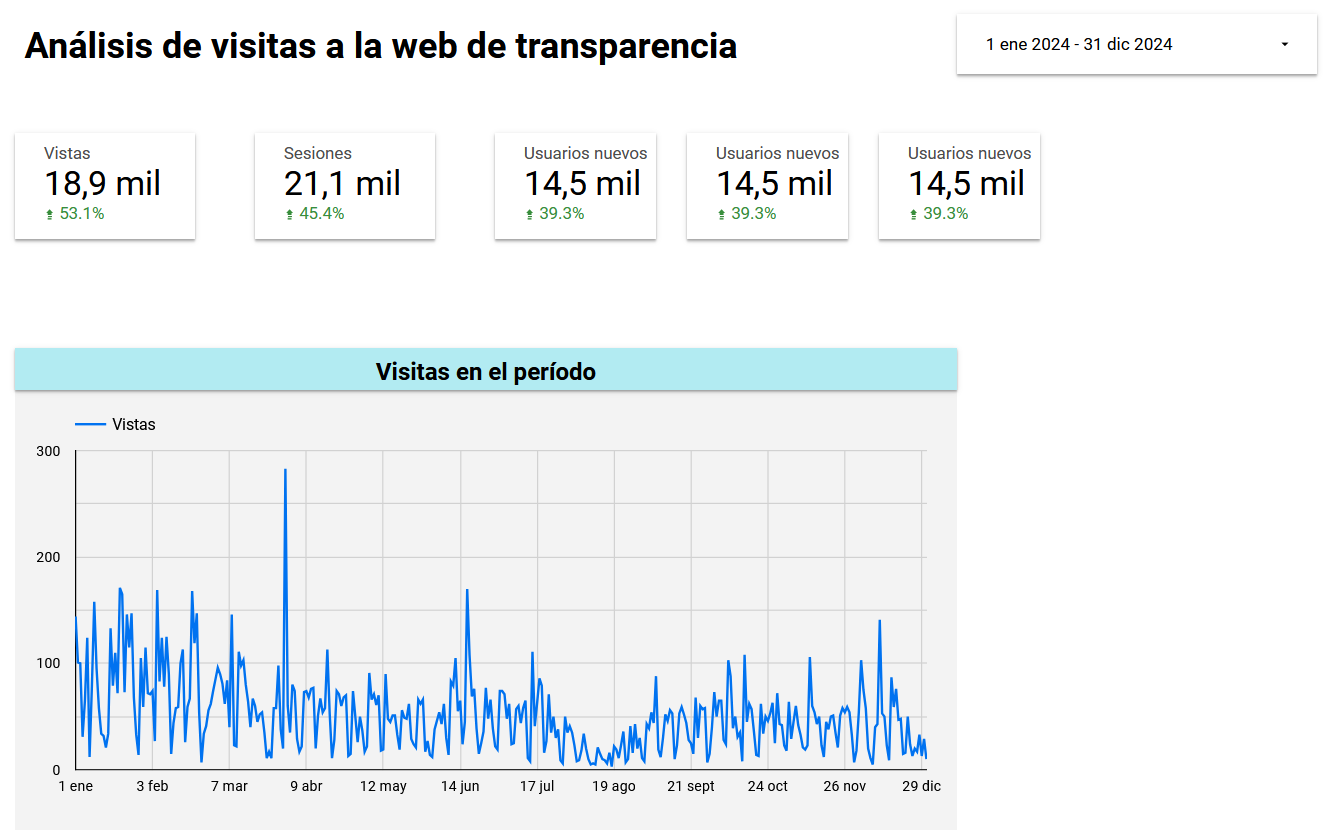 Análisis de visitas a la web de transparencia
1 ene 2024 - 31 dic 2024
Vistas
18,9 mil
53.1%
Sesiones
21,1 mil
45.4%
Usuarios nuevos
14,5 mil
39.3%
Usuarios nuevos
14,5 mil
39.3%
Usuarios nuevos
14,5 mil
39.3%
Visitas en el período
Vistas
300
200
100
0
1 ene 3 feb 7 mar 9 abr 12 may 14 jun 17 jul 19 ago 21 sept 24 oct 26 nov 29 dic